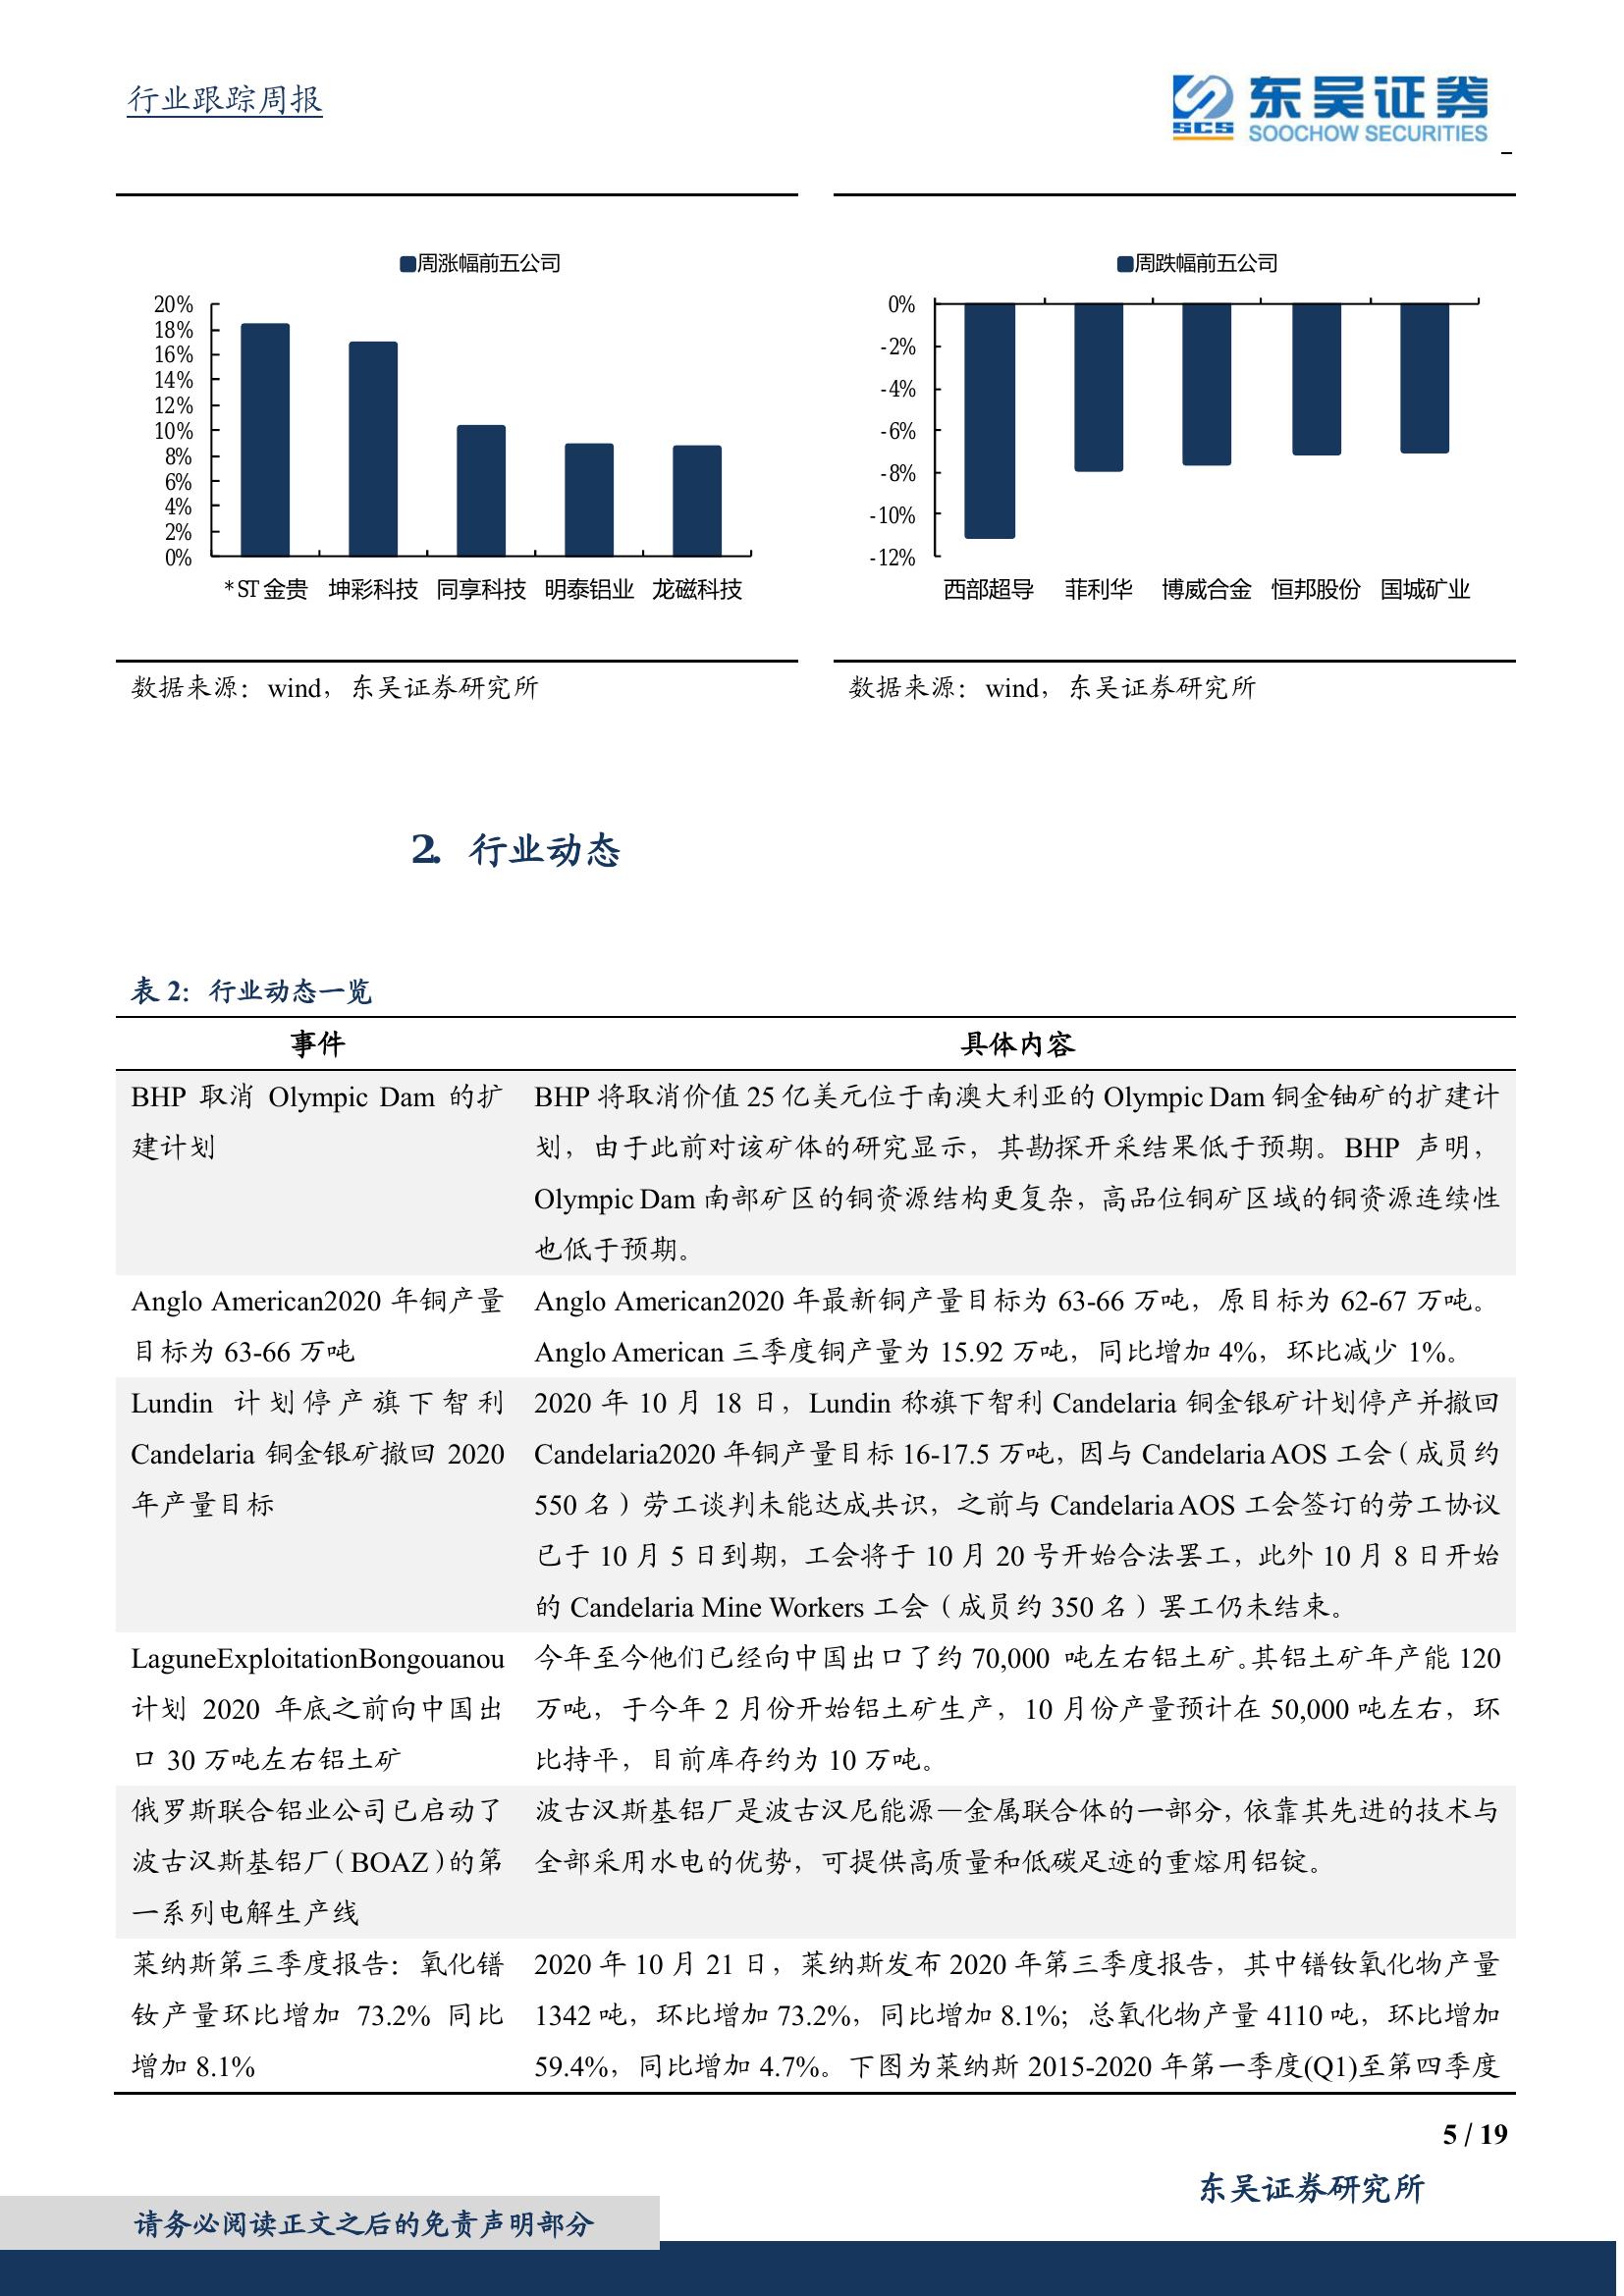 行业跟踪周报
SCS
东吴证券
SOOCHOW SECURITIES
周涨幅前五公司
20%
18%
16%
14%
12%
10%
8%
6%
4%
2%
0%
*ST金贵 坤彩科技 同享科技 明泰铝业 龙磁科技
数据来源：wind，东吴证券研究所
周跌幅前五公司
0%
-2%
-4%
-6%
-8%
-10%
-12%
西部超导 菲利华 博威合金 恒邦股份 国城矿业
数据来源：wind，东吴证券研究所
2. 行业动态
表 2：行业动态一览
事件 具体内容
BHP 取消 Olympic Dam 的扩
建计划
BHP 将取消价值 25 亿美元位于南澳大利亚的 Olympic Dam 铜金铀矿的扩建计
划，由于此前对该矿体的研究显示，其勘探开采结果低于预期。BHP 声明，
Olympic Dam 南部矿区的铜资源结构更复杂，高品位铜矿区域的铜资源连续性
也低于预期。
Anglo American2020 年铜产量
目标为 63-66 万吨
Anglo American2020 年最新铜产量目标为 63-66 万吨，原目标为 62-67 万吨。
Anglo American 三季度铜产量为 15.92 万吨，同比增加 4%，环比减少 1%。
Lundin 计划停产旗下智利
Candelaria 铜金银矿撤回 2020
年产量目标
2020 年 10 月 18 日，Lundin 称旗下智利 Candelaria 铜金银矿计划停产并撤回
Candelaria2020 年铜产量目标 16-17.5 万吨，因与 Candelaria AOS 工会（成员约
550 名）劳工谈判未能达成共识，之前与 Candelaria AOS 工会签订的劳工协议
已于 10 月 5 日到期，工会将于 10 月 20 号开始合法罢工，此外 10 月 8 日开始
的 Candelaria Mine Workers 工会（成员约 350 名）罢工仍未结束。
LaguneExploitationBongouanou
计划 2020 年底之前向中国出
口 30 万吨左右铝土矿
今年至今他们已经向中国出口了约 70,000 吨左右铝土矿。其铝土矿年产能 120
万吨，于今年 2 月份开始铝土矿生产，10 月份产量预计在 50,000 吨左右，环
比持平，目前库存约为 10 万吨。
俄罗斯联合铝业公司已启动了
波古汉斯基铝厂（BOAZ）的第
一系列电解生产线
波古汉斯基铝厂是波古汉尼能源—金属联合体的一部分，依靠其先进的技术与
全部采用水电的优势，可提供高质量和低碳足迹的重熔用铝锭。
莱纳斯第三季度报告：氧化镨
钕产量环比增加 73.2% 同比
增加 8.1%
2020 年 10 月 21 日，莱纳斯发布 2020 年第三季度报告，其中镨钕氧化物产量
1342 吨，环比增加 73.2%，同比增加 8.1%；总氧化物产量 4110 吨，环比增加
59.4%，同比增加 4.7%。下图为莱纳斯 2015-2020 年第一季度(Q1)至第四季度
5 / 19
东吴证券研究所
请务必阅读正文之后的免责声明部分